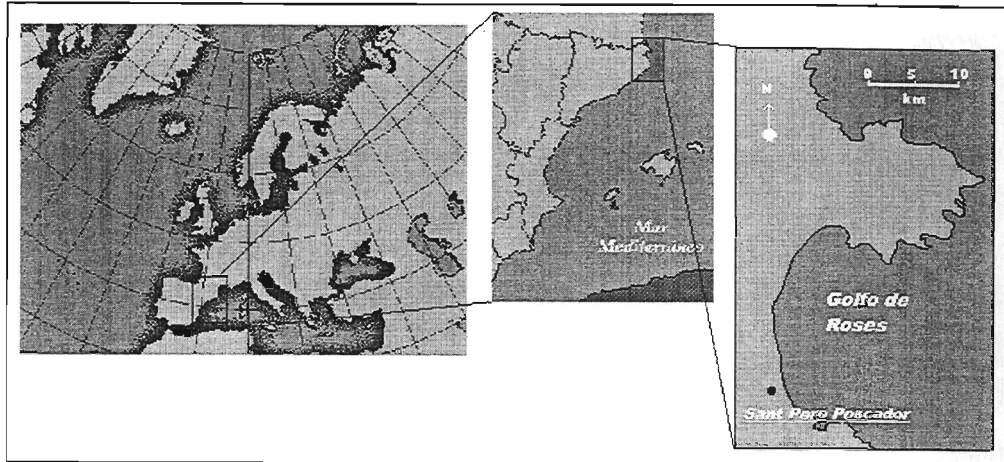 Mar
Mediterráneo
N
0 5 10
km
Golfo de
Roses
Sant Pere Pescador